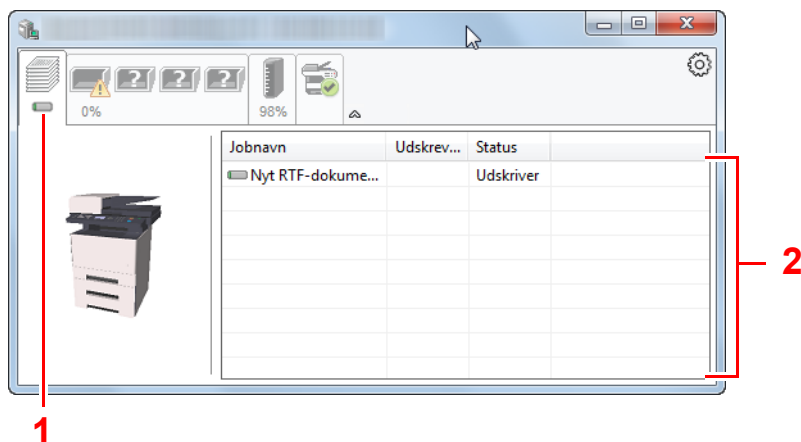 ? ? ?
0% 98%
Jobnavn Udskrev... Status
Nyt RTF-dokume... Udskriver
2
1